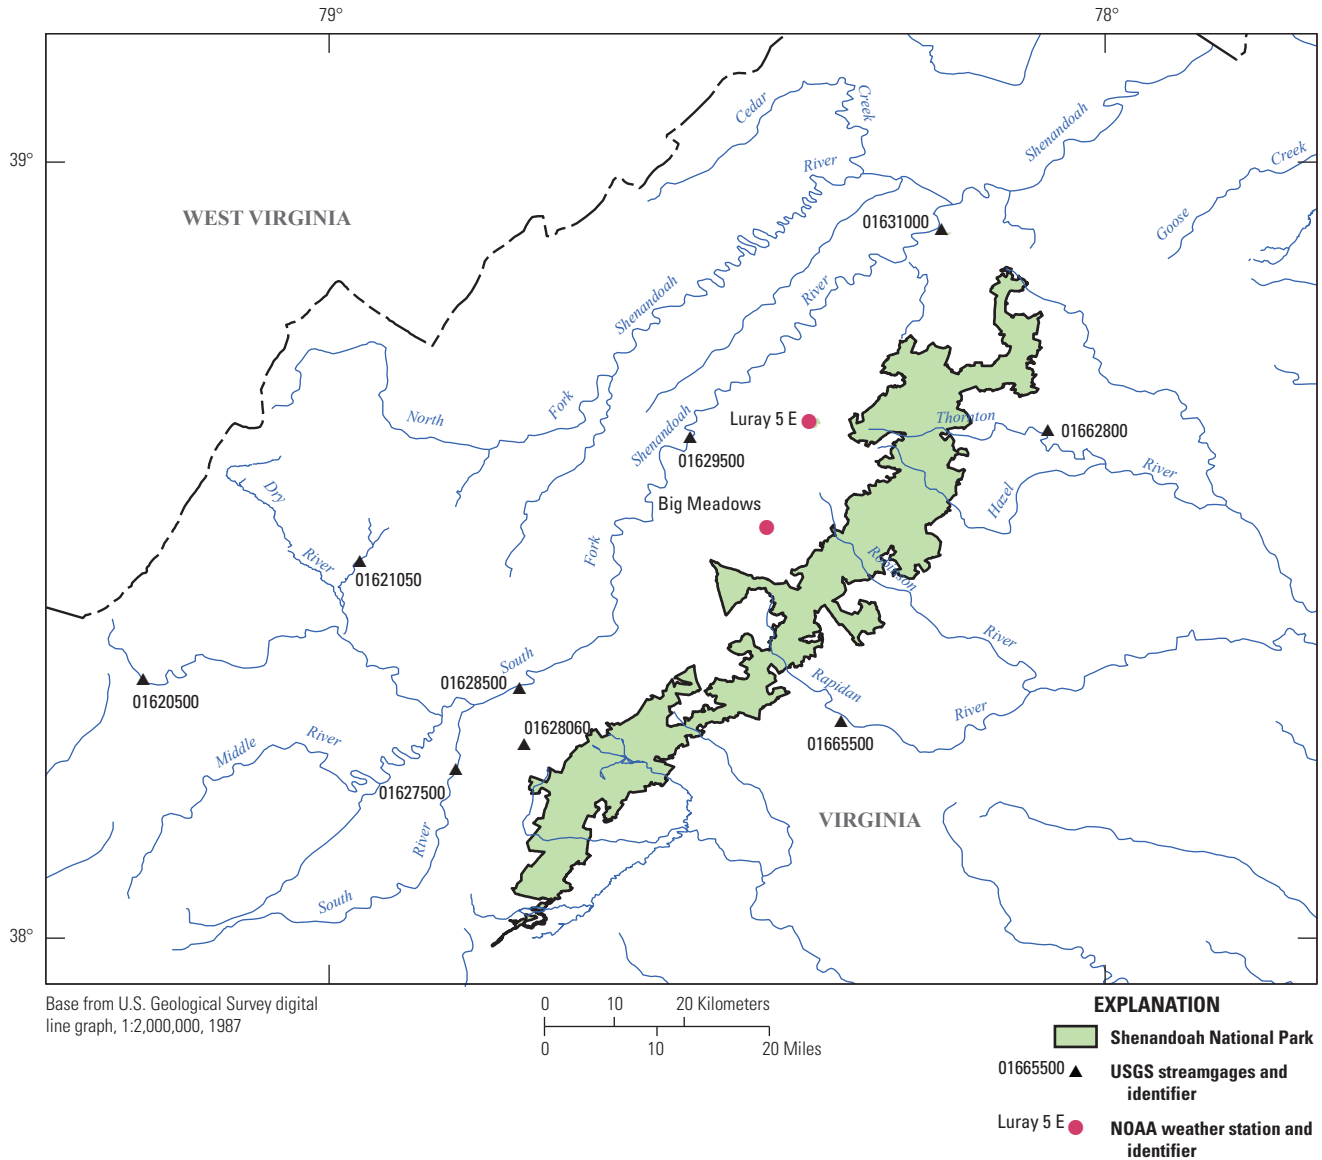 79°
78°
39°
38°
WEST VIRGINIA
VIRGINIA
Cedar
Creek
Shenandoah
River
Creek
Goose
01631000
Shenandoah
River
Fork
North
Luray 5 E
Thornton
01662800
Shenandoah
01629500
River
Dry
Hazel
Big Meadows
River
Fork
01621050
Robinson
River
South
01628500
Rapidan
01620500
River
01628060
01665500
Middle
River
01627500
River
South
Base from U.S. Geological Survey digital
line graph, 1:2,000,000, 1987
0 10 20 Kilometers
0 10 20 Miles
EXPLANATION
Shenandoah National Park
01665500 USGS streamgages and
identifier
Luray 5 E NOAA weather station and
identifier